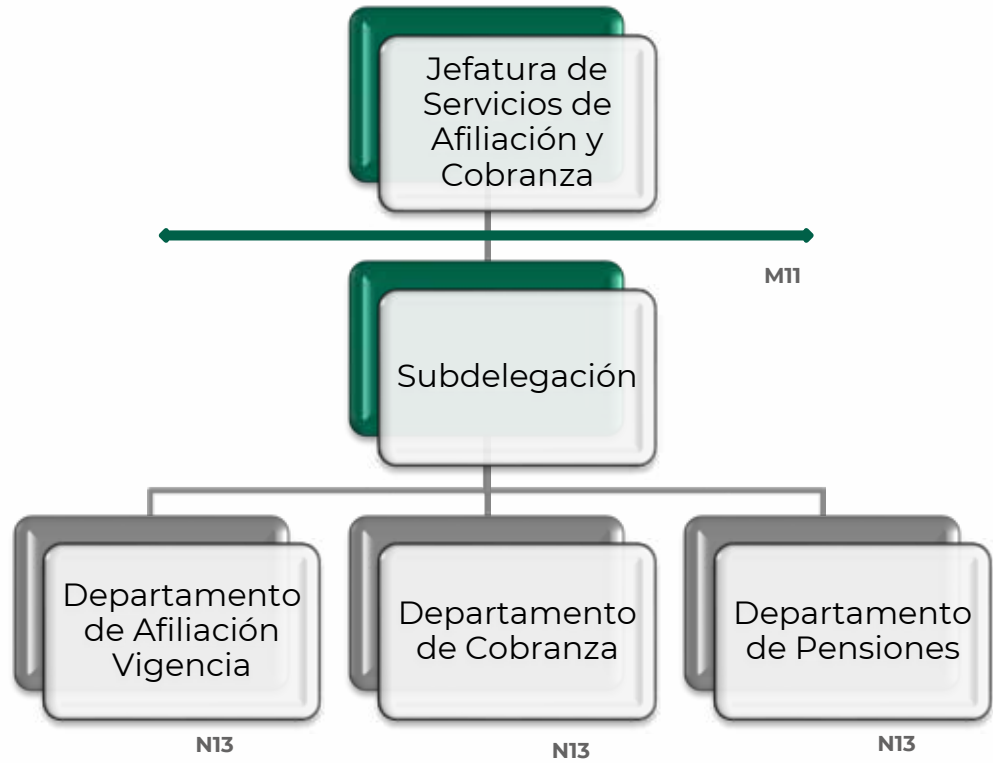 Jefatura de
Servicios de
Afiliación y
Cobranza
M11
Subdelegación
Departamento
de Afiliación
Vigencia
N13
Departamento
de Cobranza
N13
Departamento
de Pensiones
N13